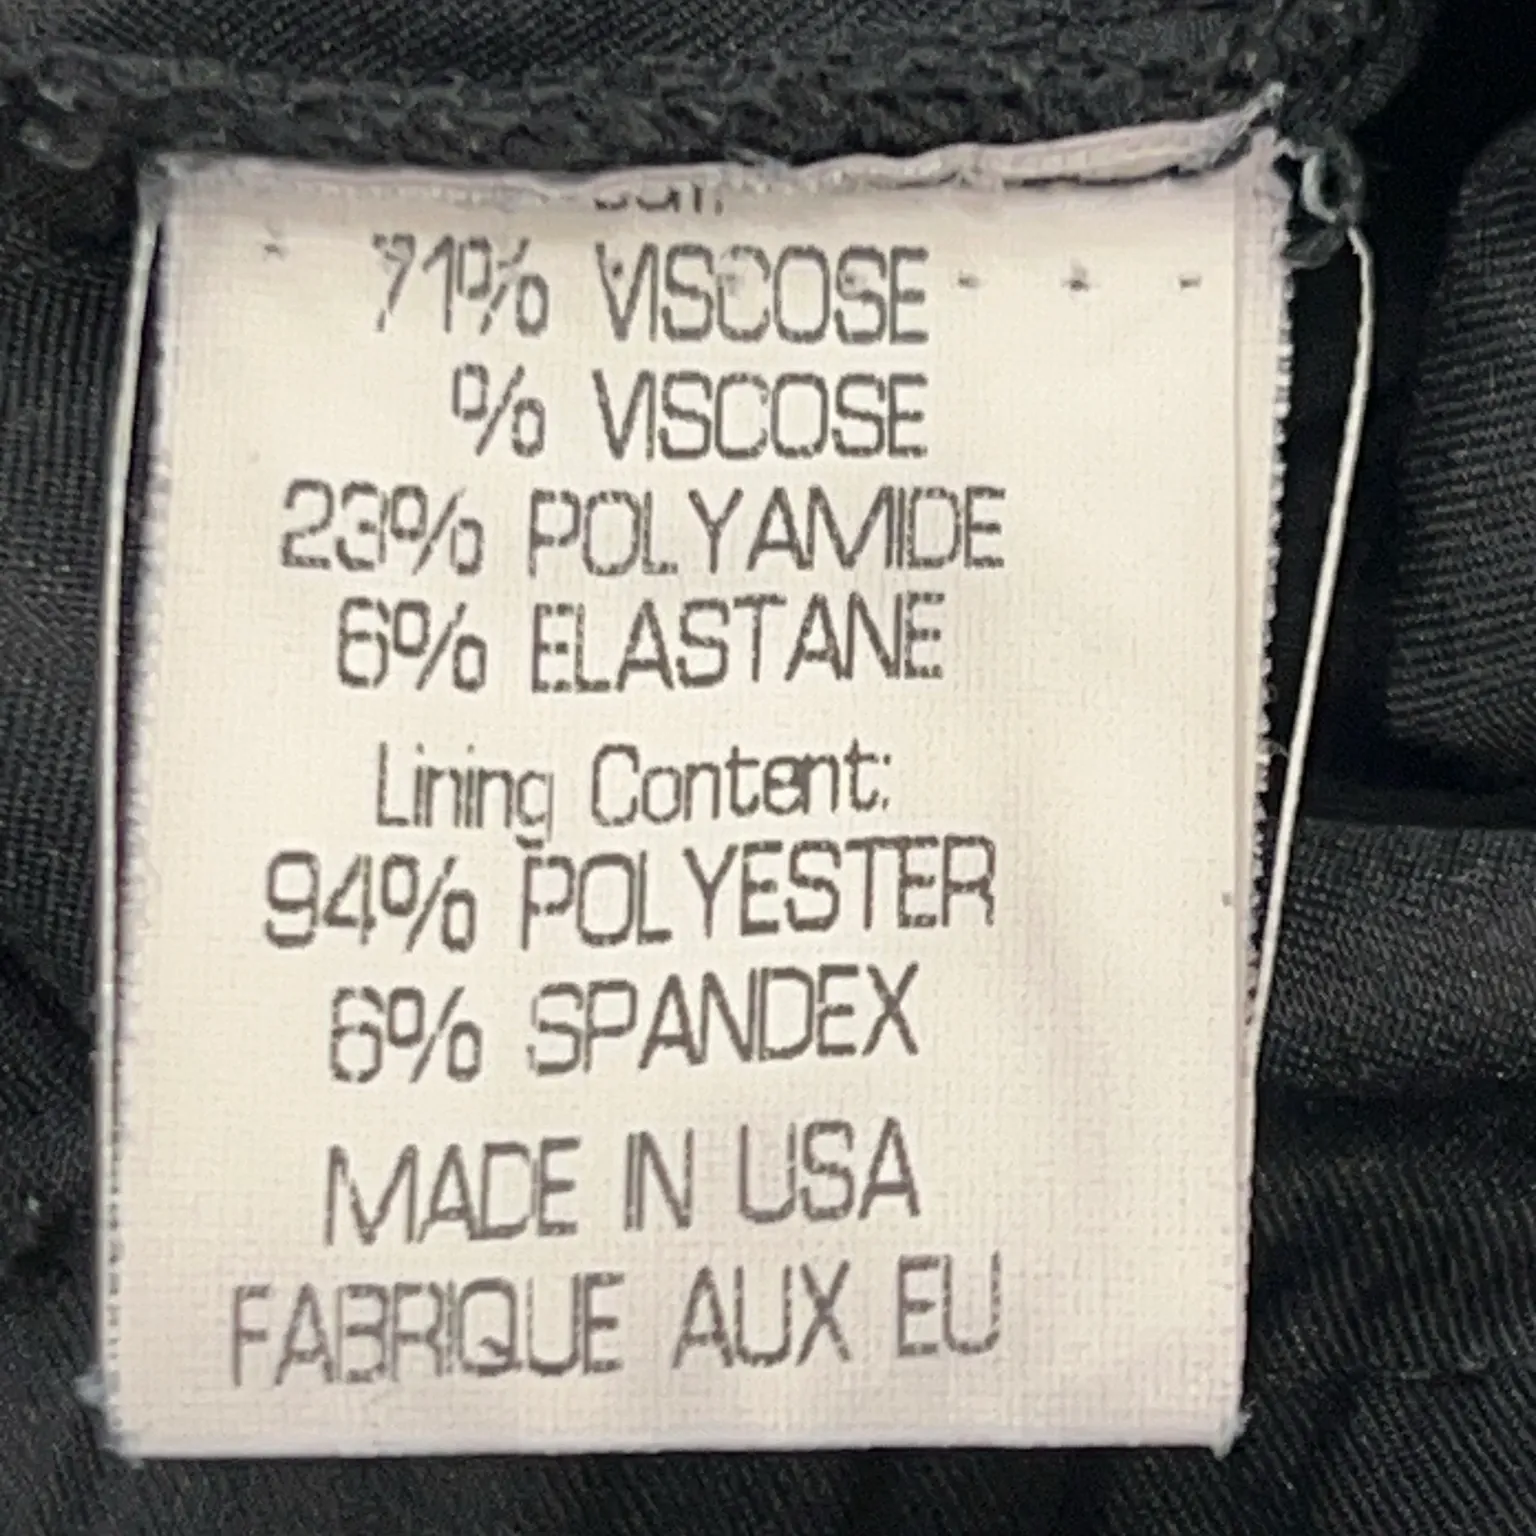 71% VISCOSE
% VISCOSE
23% POLYAMIDE
6% ELASTANE
Lining Content:
94% POLYESTER
6% SPANDEX
MADE IN USA
FABRIQUE AUX EU